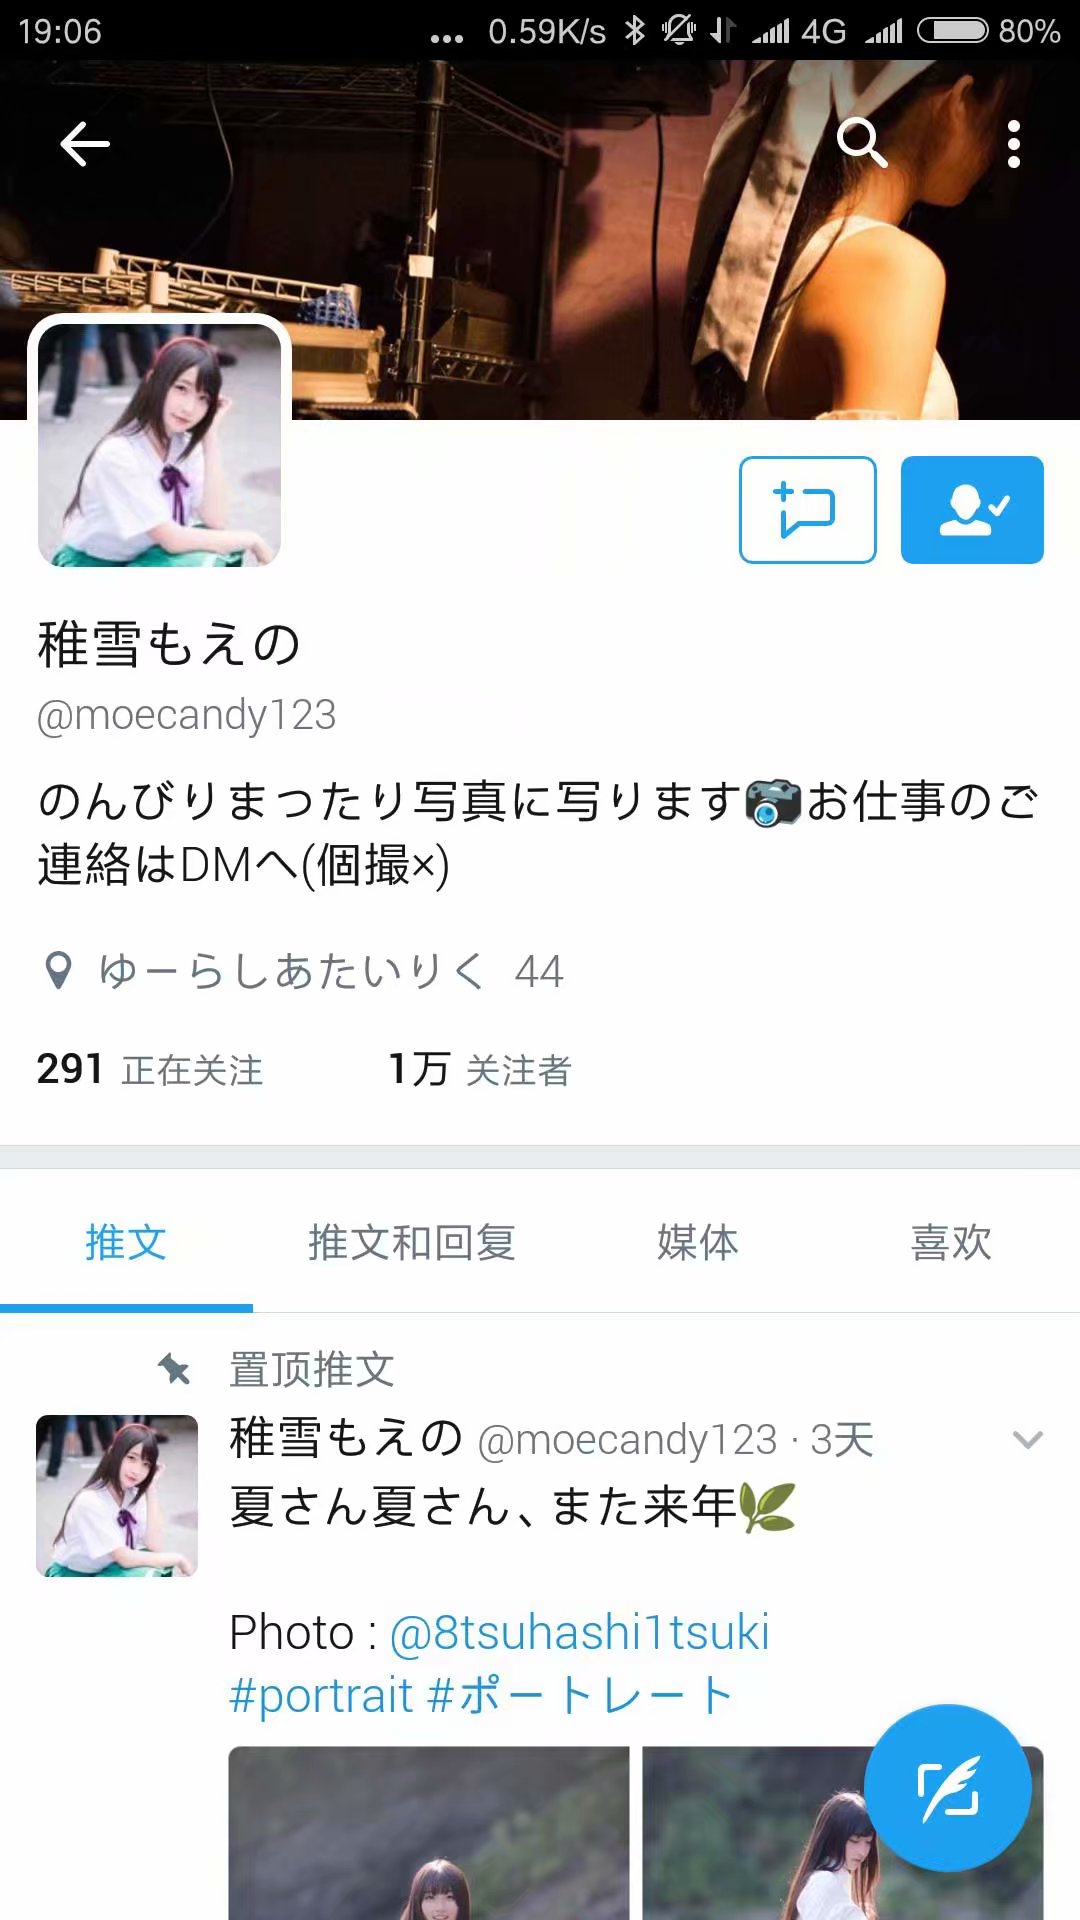 19:06 ... 0.59K/s 4G 80%
稚雪もえの
@moecandy123
のんびりまったり写真に写ります📷お仕事のご
連絡はDMへ(個撮×)
ゆーらしあたいりく 44
291 正在关注 1万 关注者
推文 推文和回复 媒体 喜欢
置顶推文
稚雪もえの @moecandy123 · 3天
夏さん夏さん、また来年🌿
Photo : @8tsuhashi1tsuki
#portrait #ポートレート